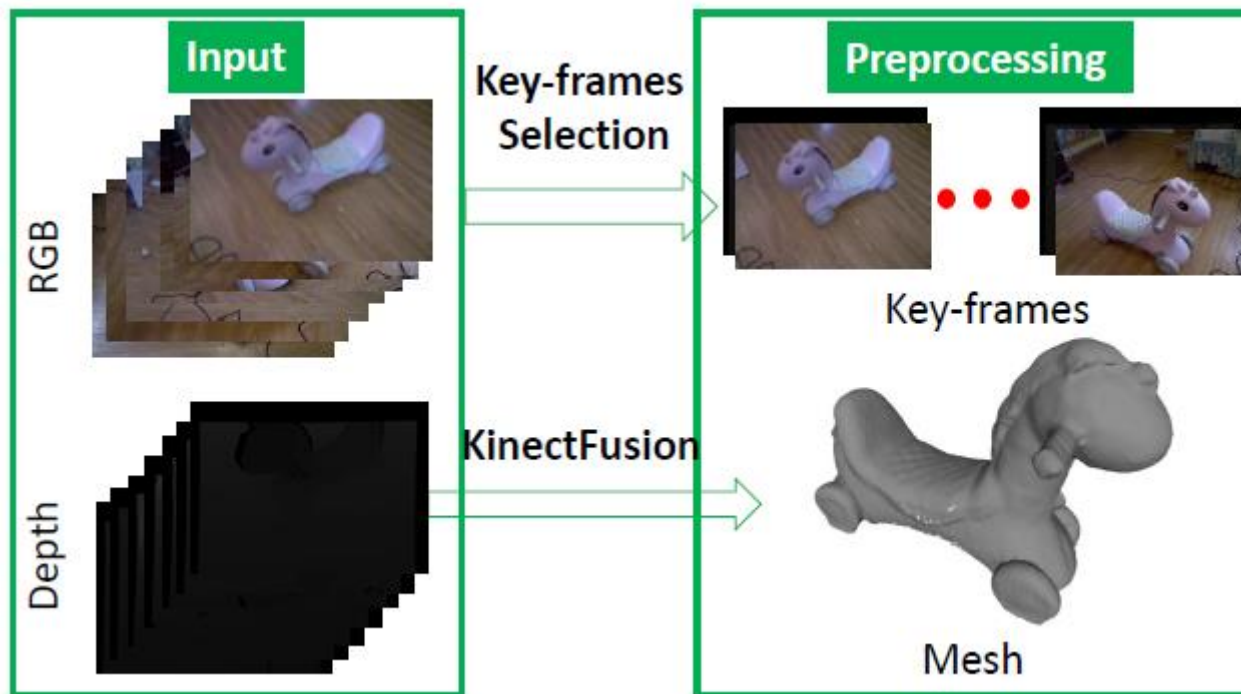 Input
RGB
Depth
Key-frames
Selection
KinectFusion
Preprocessing
Key-frames
Mesh